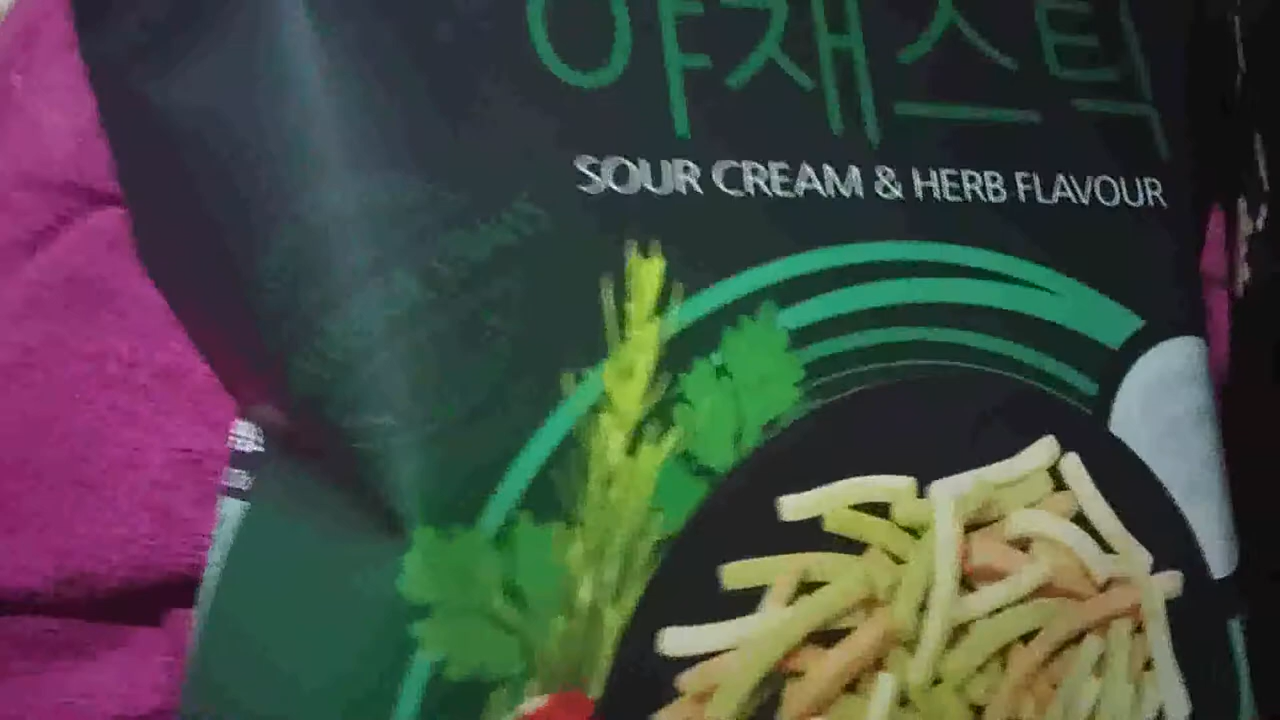 야채스틱
SOUR CREAM & HERB FLAVOUR